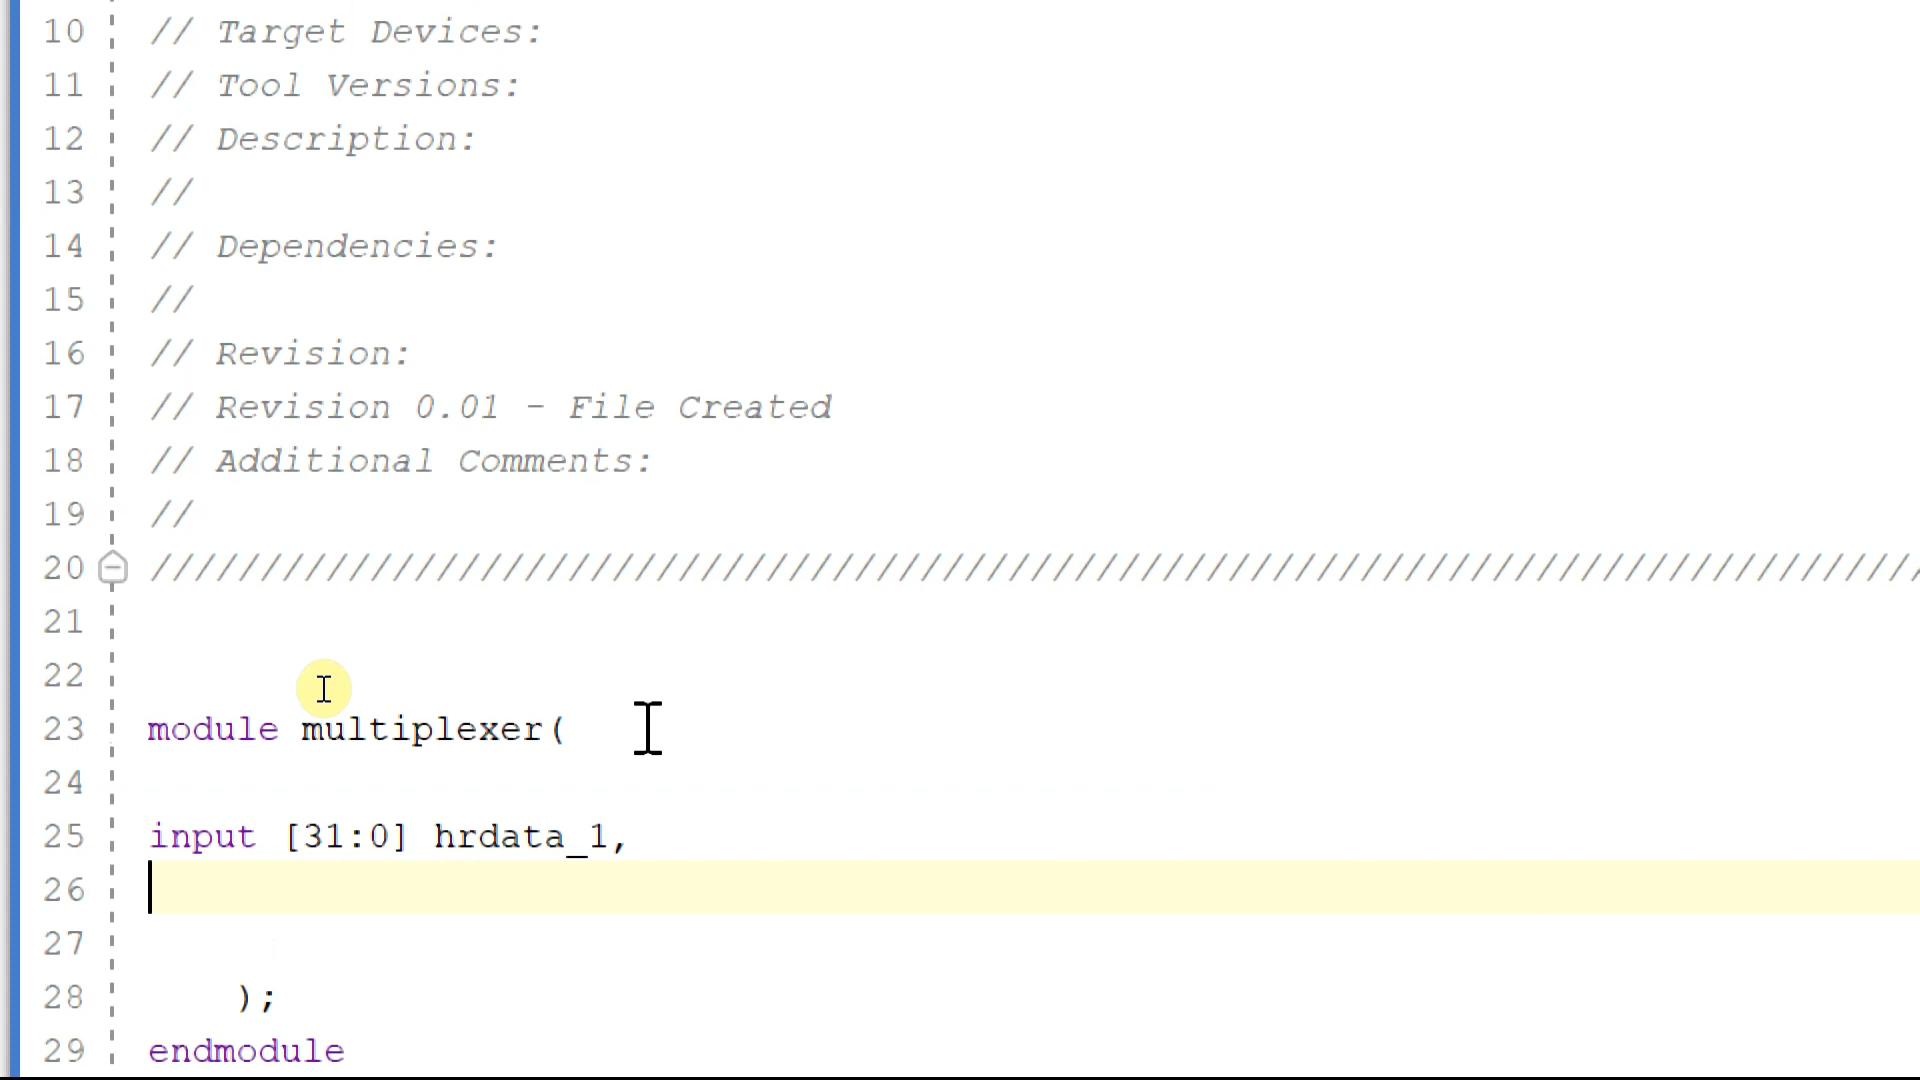 10 // Target Devices:
11 // Tool Versions:
12 // Description:
13 //
14 // Dependencies:
15 //
16 // Revision:
17 // Revision 0.01 - File Created
18 // Additional Comments:
19 //
20 //////////////////////////////////////////////////////////////////////////////////
21
22
23 module multiplexer(
24
25 input [31:0] hrdata_1,
26
27
28 );
29 endmodule